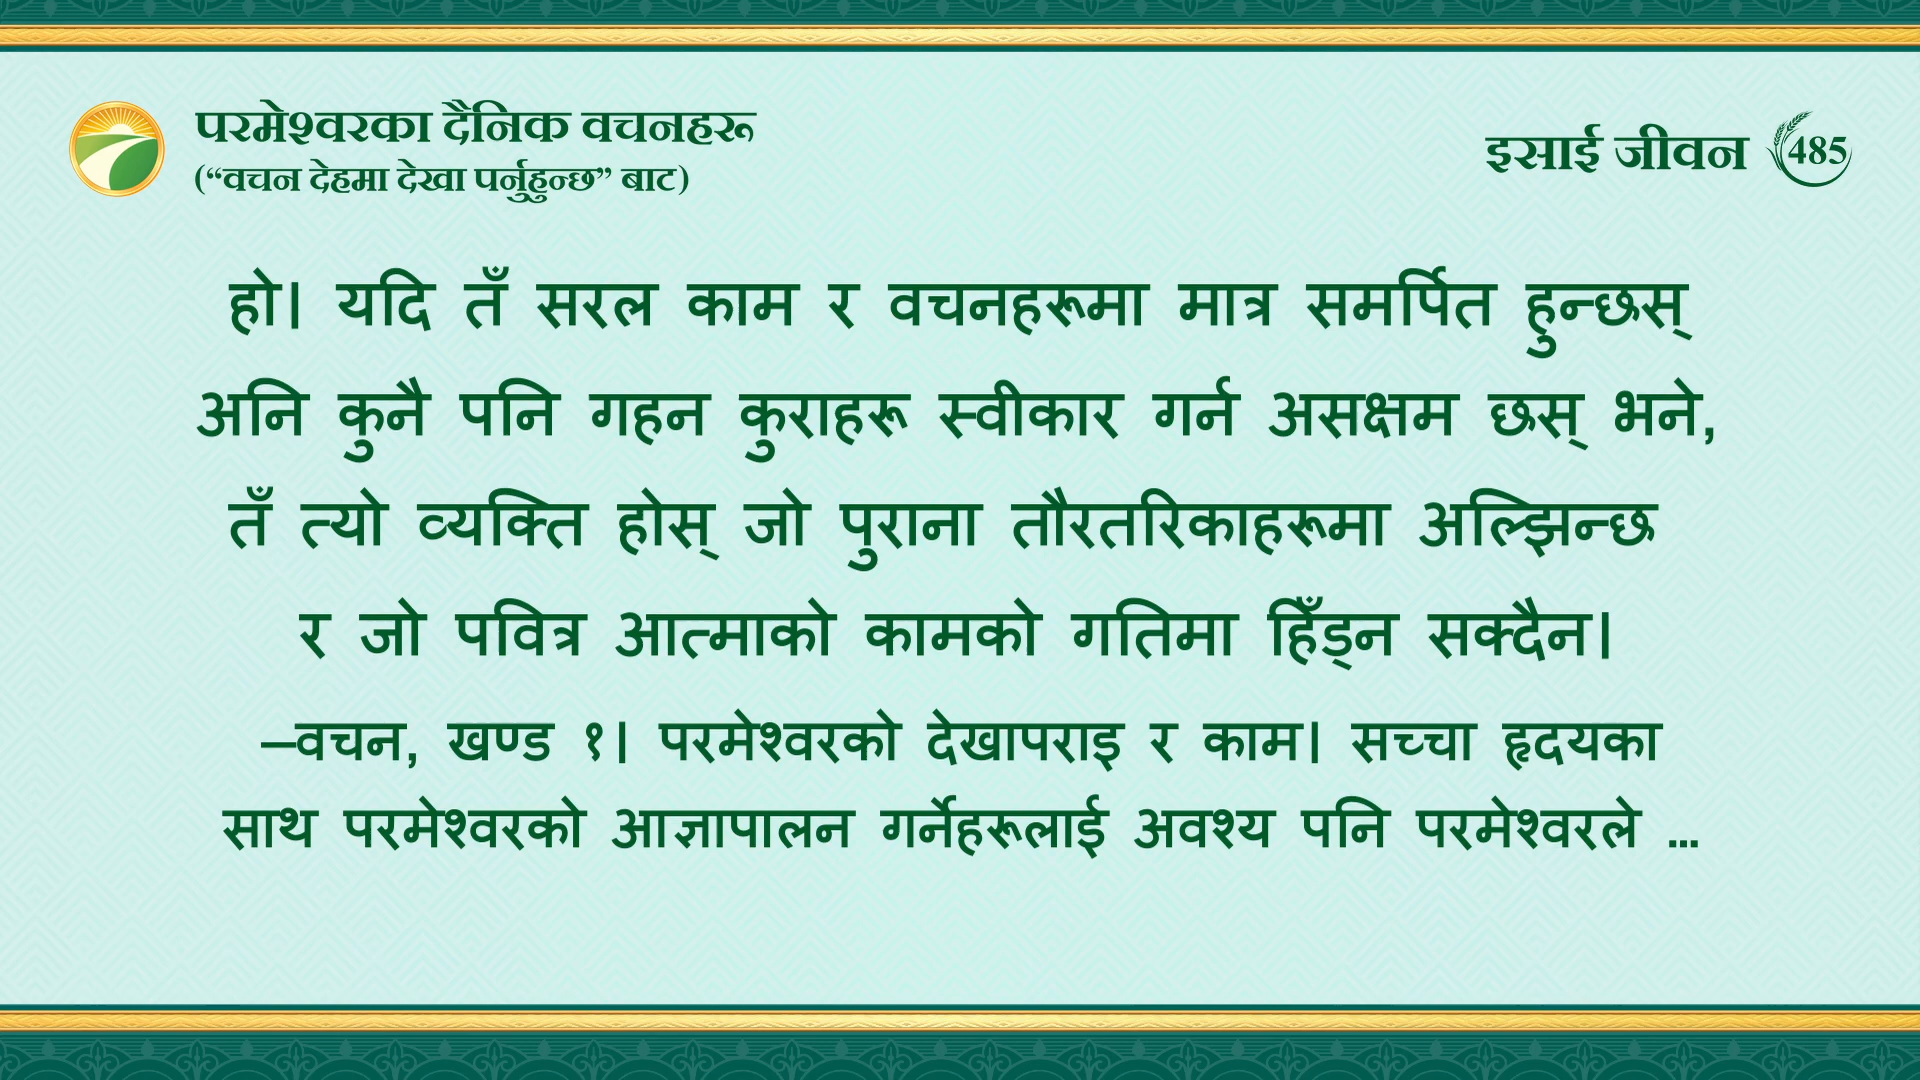 परमेश्वरका दैनिक वचनहरू
(“वचन देहमा देखा पर्नुहुन्छ” बाट)
इसाई जीवन 485
हो। यदि तँ सरल काम र वचनहरूमा मात्र समर्पित हुन्छस्
अनि कुनै पनि गहन कुराहरू स्वीकार गर्न असक्षम छस् भने,
तँ त्यो व्यक्ति होस् जो पुराना तौरतरिकाहरूमा अल्झिन्छ
र जो पवित्र आत्माको कामको गतिमा हिँड्न सक्दैन।
—वचन, खण्ड १। परमेश्वरको देखापराइ र काम। सच्चा हृदयका
साथ परमेश्वरको आज्ञापालन गर्नेहरूलाई अवश्य पनि परमेश्वरले ...